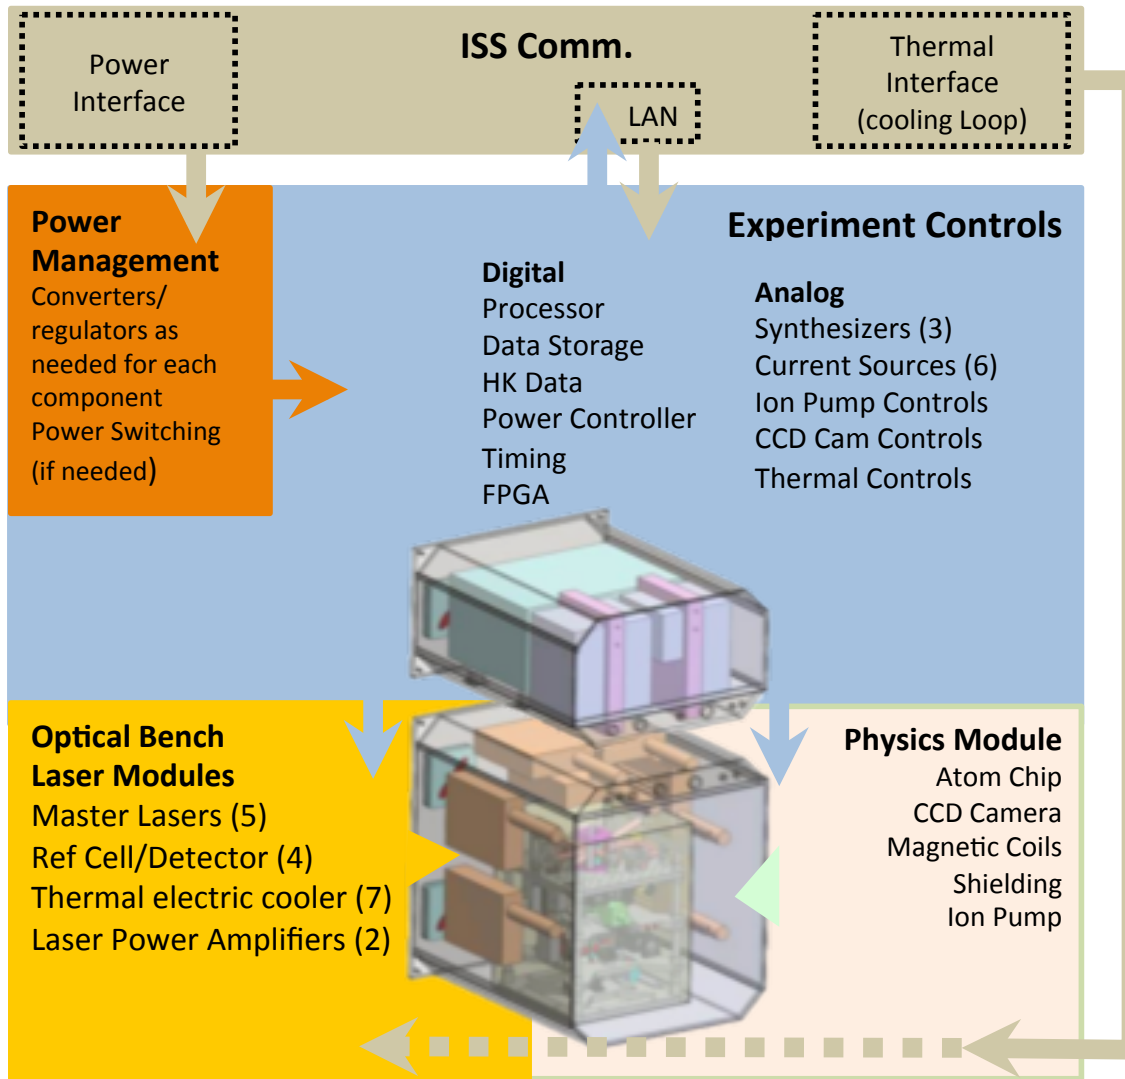 Power
Interface
ISS Comm.
LAN
Thermal
Interface
(cooling Loop)
Power
Management
Converters/
regulators as
needed for each
component
Power Switching
(if needed)
Experiment Controls
Digital
Processor
Data Storage
HK Data
Power Controller
Timing
FPGA
Analog
Synthesizers (3)
Current Sources (6)
Ion Pump Controls
CCD Cam Controls
Thermal Controls
Optical Bench
Laser Modules
Master Lasers (5)
Ref Cell/Detector (4)
Thermal electric cooler (7)
Laser Power Amplifiers (2)
Physics Module
Atom Chip
CCD Camera
Magnetic Coils
Shielding
Ion Pump